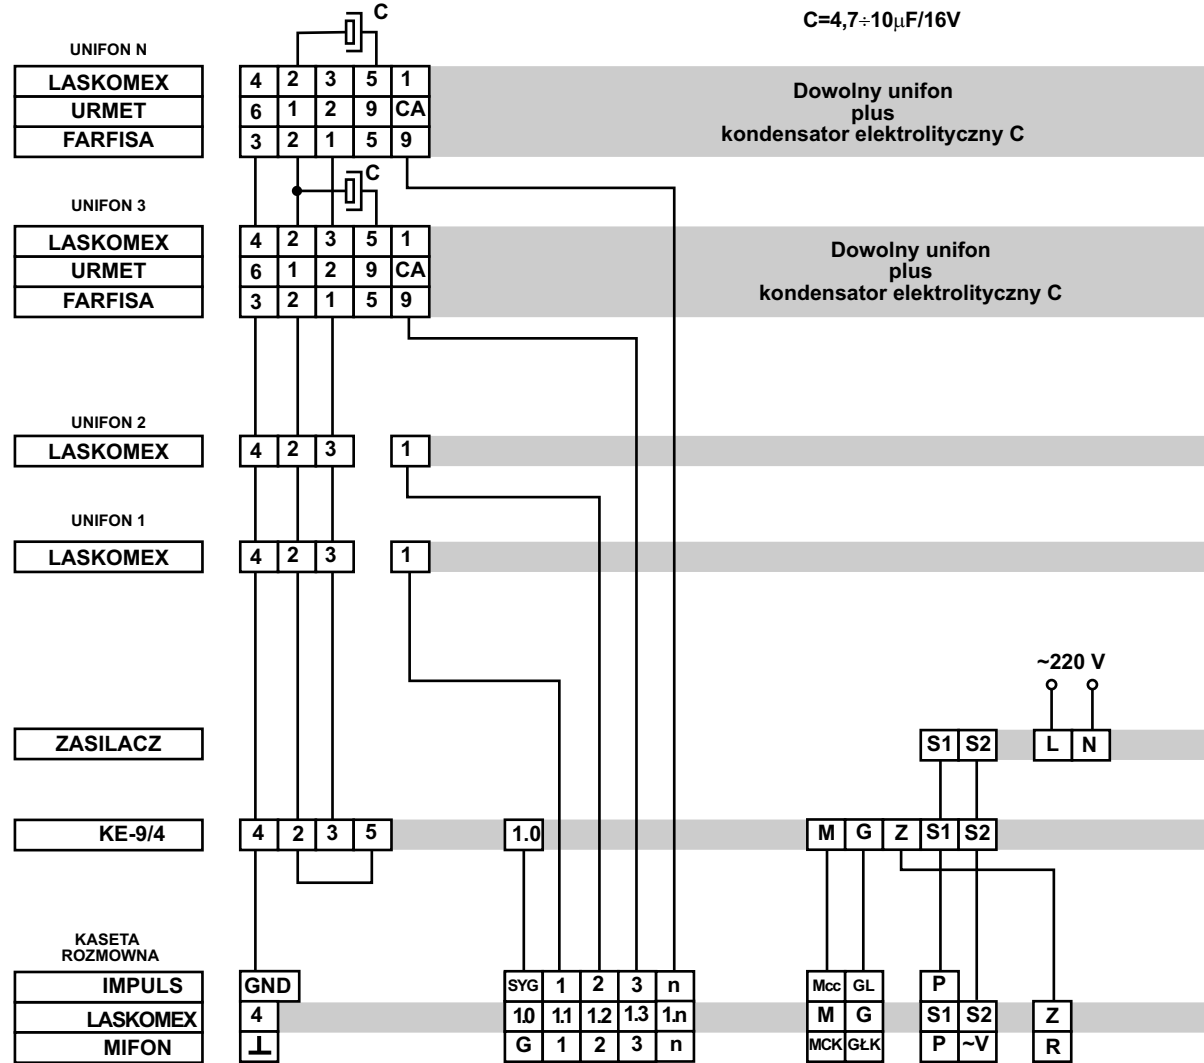 C
C=4,7÷10µF/16V
UNIFON N
LASKOMEX 4 2 3 5 1
URMET 6 1 2 9 CA
FARFISA 3 2 1 5 9
Dowolny unifon
plus
kondensator elektrolityczny C
C
UNIFON 3
LASKOMEX 4 2 3 5 1
URMET 6 1 2 9 CA
FARFISA 3 2 1 5 9
Dowolny unifon
plus
kondensator elektrolityczny C
UNIFON 2
LASKOMEX 4 2 3 1
UNIFON 1
LASKOMEX 4 2 3 1
~220 V
ZASILACZ S1 S2 L N
KE-9/4 4 2 3 5 1.0 M G Z S1 S2
KASETA
ROZMOWNA
IMPULS GND SYG 1 2 3 n Mcc GL P
LASKOMEX 4 1.0 1.1 1.2 1.3 1.n M G S1 S2 Z
MIFON ⊥ G 1 2 3 n MCK GŁK P ~V R